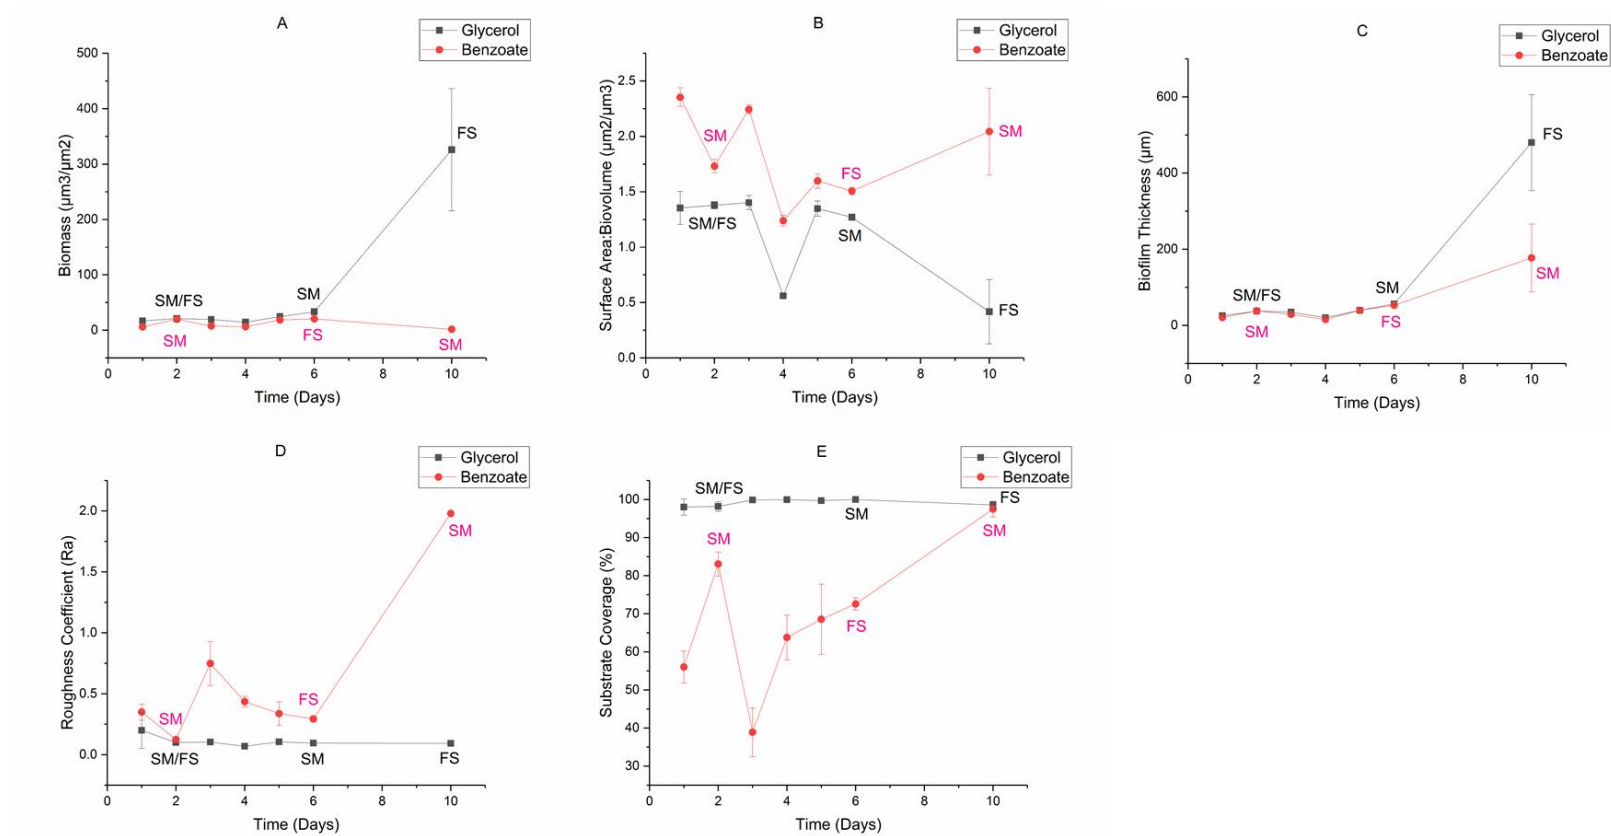 A
Glycerol
Benzoate
500
400
300
200
100
0
Biomass (μm3/μm2)
FS
SM/FS
SM
SM
FS
SM
0 2 4 6 8 10
Time (Days)
B
Glycerol
Benzoate
2.5
2.0
1.5
1.0
0.5
0.0
Surface Area:Biovolume (μm2/μm3)
SM
SM
FS
SM/FS
SM
FS
0 2 4 6 8 10
Time (Days)
C
Glycerol
Benzoate
600
400
200
0
Biofilm Thickness (μm)
FS
SM
SM/FS
SM
SM
FS
0 2 4 6 8 10
Time (Days)
D
Glycerol
Benzoate
2.0
1.5
1.0
0.5
0.0
Roughness Coefficient (Ra)
SM
SM
FS
SM/FS
SM
FS
0 2 4 6 8 10
Time (Days)
E
Glycerol
Benzoate
100
90
80
70
60
50
40
30
Substrate Coverage (%)
SM/FS
FS
SM
SM
SM
FS
0 2 4 6 8 10
Time (Days)